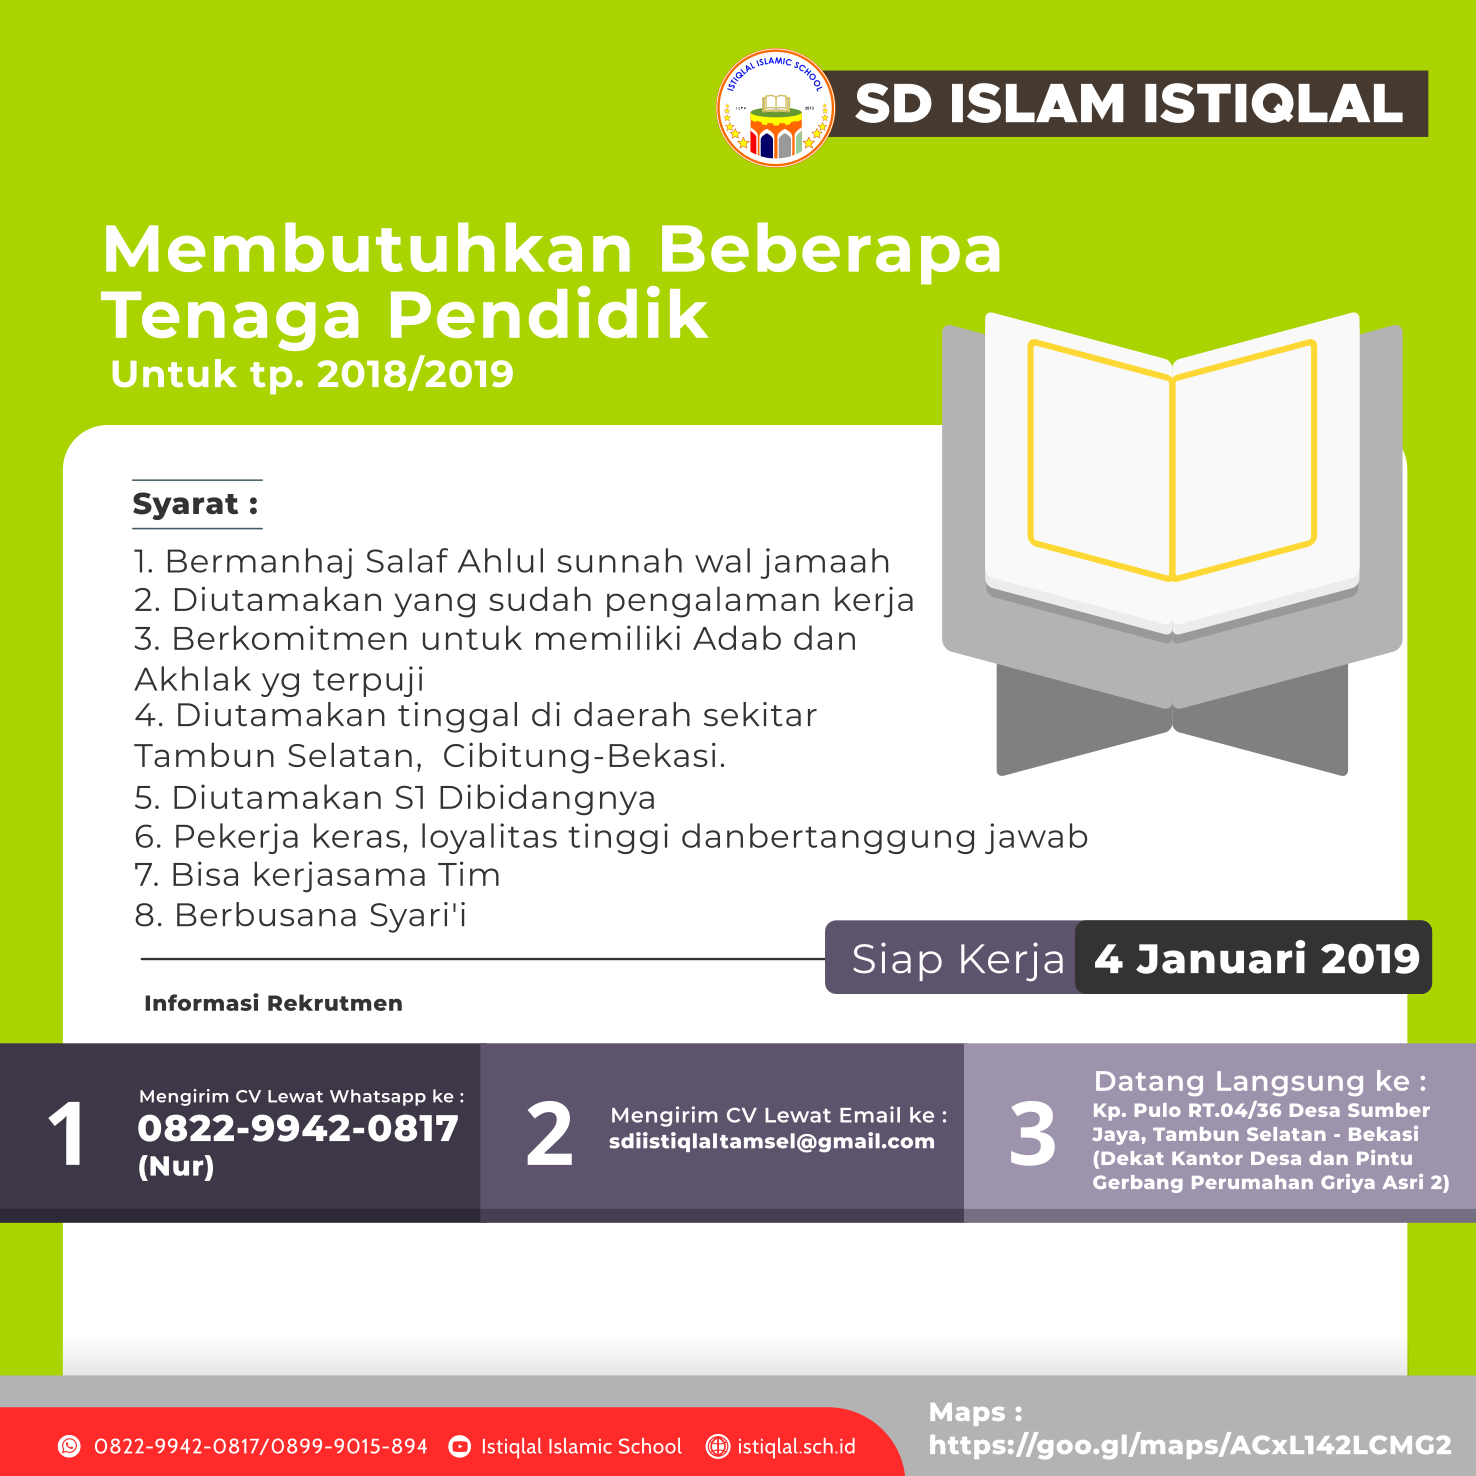 ISTIQLAL ISLAMIC SCHOOL
2013
SD ISLAM ISTIQLAL
Membutuhkan Beberapa
Tenaga Pendidik
Untuk tp. 2018/2019
Syarat :
1. Bermanhaj Salaf Ahlul sunnah wal jamaah
2. Diutamakan yang sudah pengalaman kerja
3. Berkomitmen untuk memiliki Adab dan
Akhlak yg terpuji
4. Diutamakan tinggal di daerah sekitar
Tambun Selatan,  Cibitung-Bekasi.
5. Diutamakan S1 Dibidangnya
6. Pekerja keras, loyalitas tinggi danbertanggung jawab
7. Bisa kerjasama Tim
8. Berbusana Syari'i
Siap Kerja 4 Januari 2019
Informasi Rekrutmen
1
Mengirim CV Lewat Whatsapp ke :
0822-9942-0817
(Nur)
2
Mengirim CV Lewat Email ke :
sdiistiqlaltamsel@gmail.com
3
Datang Langsung ke :
Kp. Pulo RT.04/36 Desa Sumber
Jaya, Tambun Selatan - Bekasi
(Dekat Kantor Desa dan Pintu
Gerbang Perumahan Griya Asri 2)
0822-9942-0817/0899-9015-894 Istiqlal Islamic School istiqlal.sch.id
Maps :
https://goo.gl/maps/ACxL142LCMG2